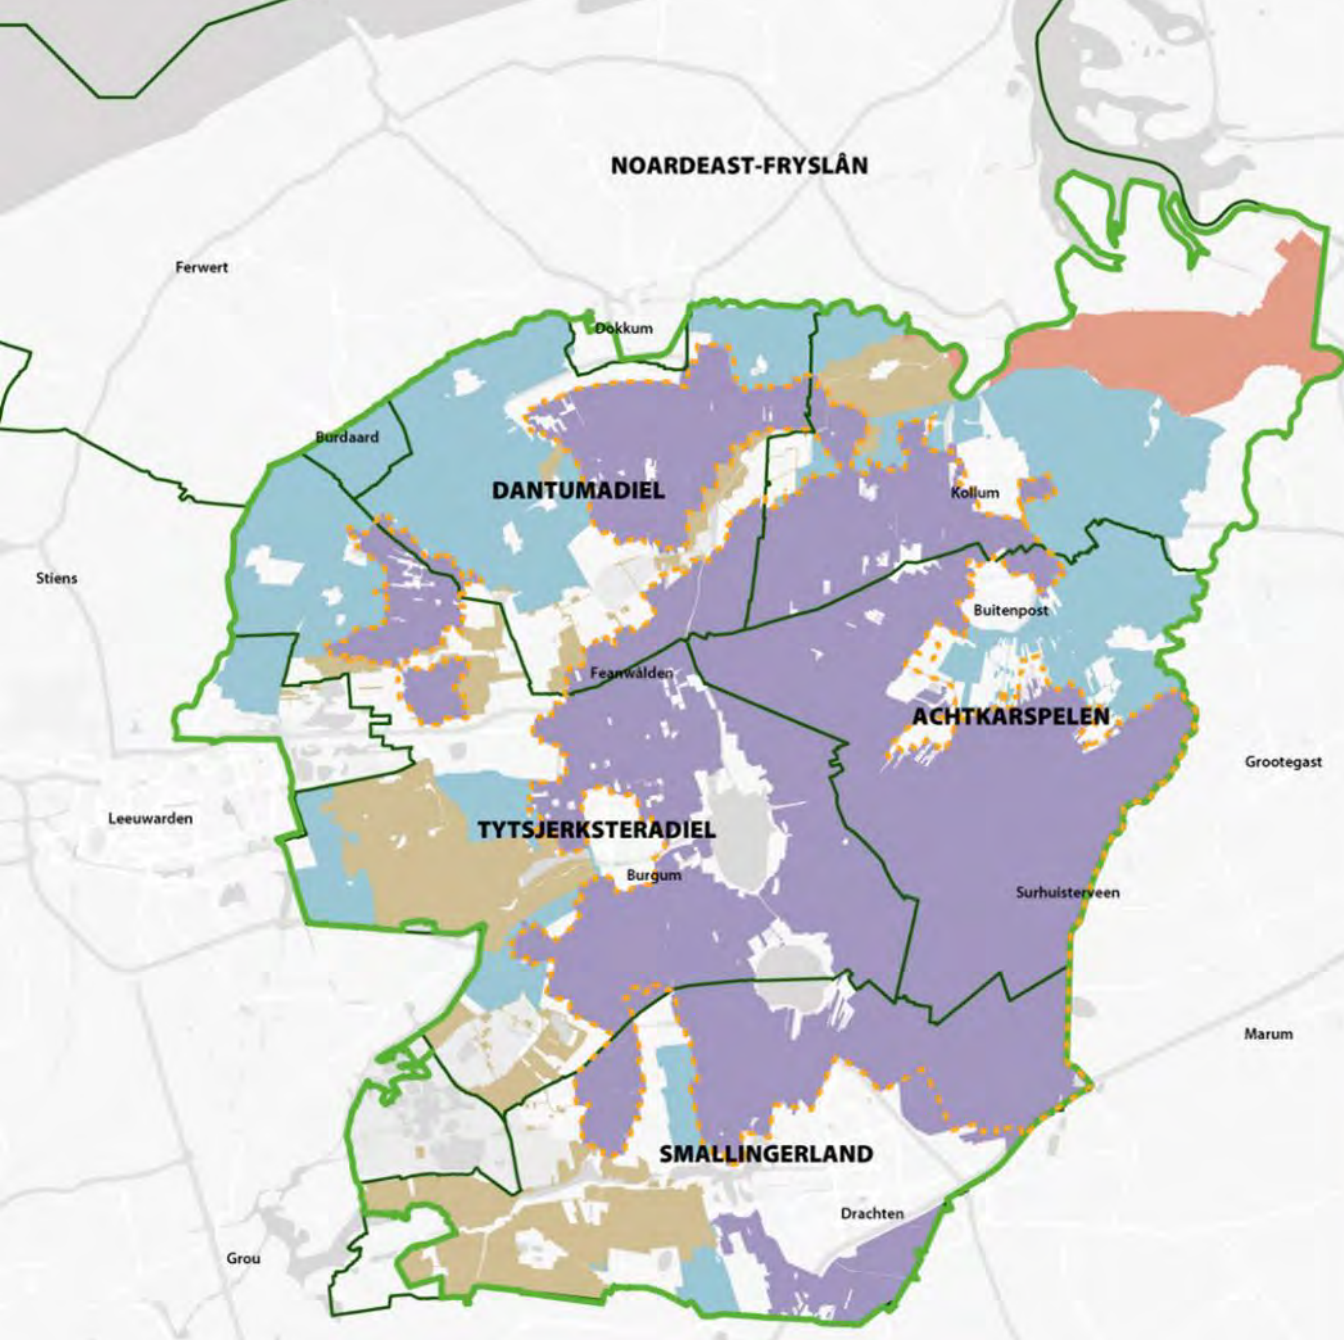 NOARDEAST-FRYSLÂN
Ferwert
Dokkum
Burdaard
DANTUMADIEL
Kollum
Stiens
Buitenpost
Feanwâlden
ACHTKARSPELEN
Grootegast
Leeuwarden
TYTSJERKSTERADIEL
Burgum
Surhuisterveen
Marum
SMALLINGERLAND
Drachten
Grou